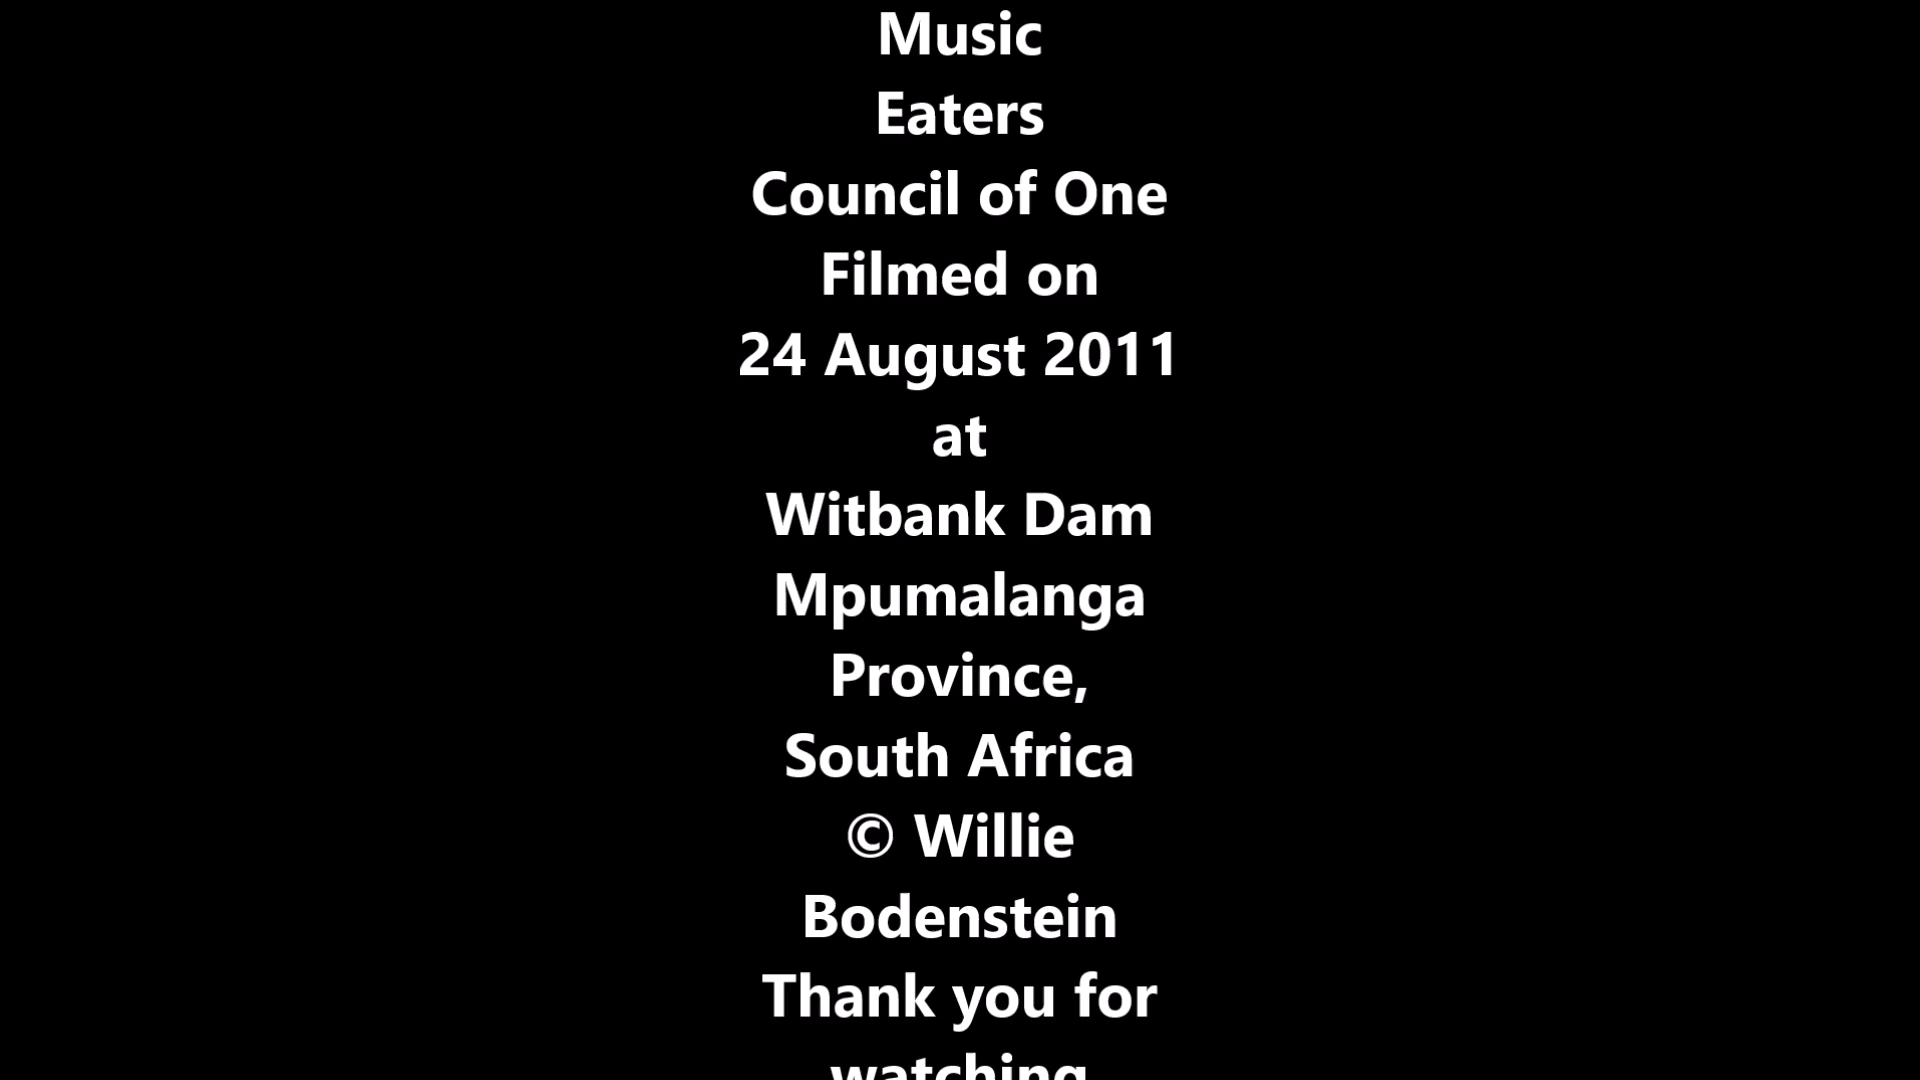 Music
Eaters
Council of One
Filmed on
24 August 2011
at
Witbank Dam
Mpumalanga
Province,
South Africa
© Willie
Bodenstein
Thank you for
watching